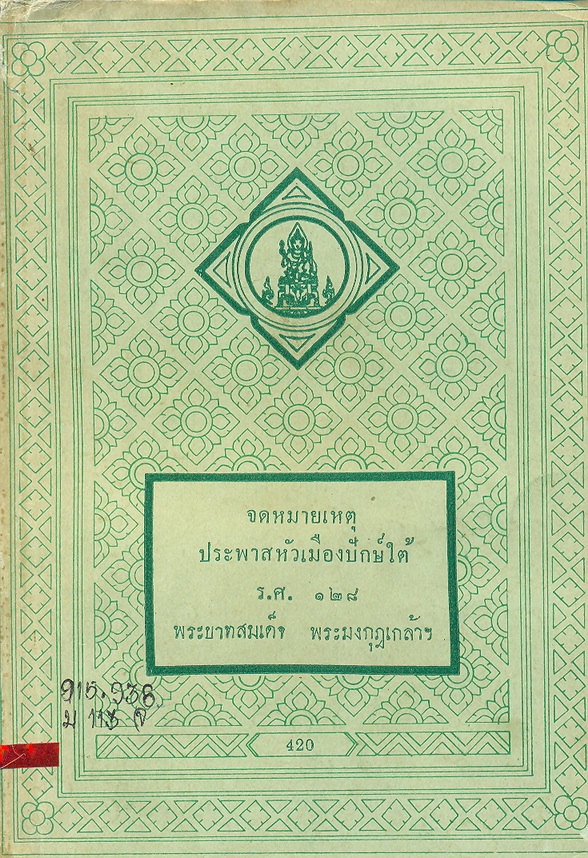 จดหมายเหตุ
ประพาสหัวเมืองปักษ์ใต้
ร.ศ. ๑๒๘
พระบาทสมเด็จ พระมงกุฎเกล้าฯ
915.938
420